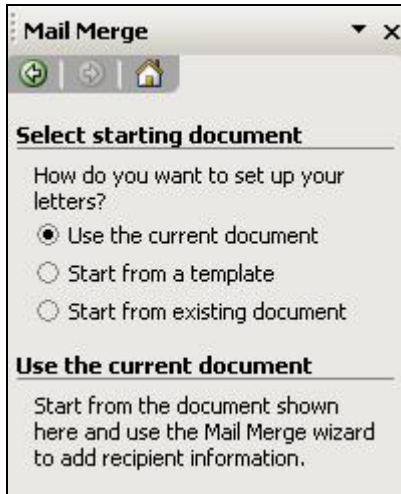 Mail Merge
Select starting document
How do you want to set up your
letters?
Use the current document
Start from a template
Start from existing document
Use the current document
Start from the document shown
here and use the Mail Merge wizard
to add recipient information.